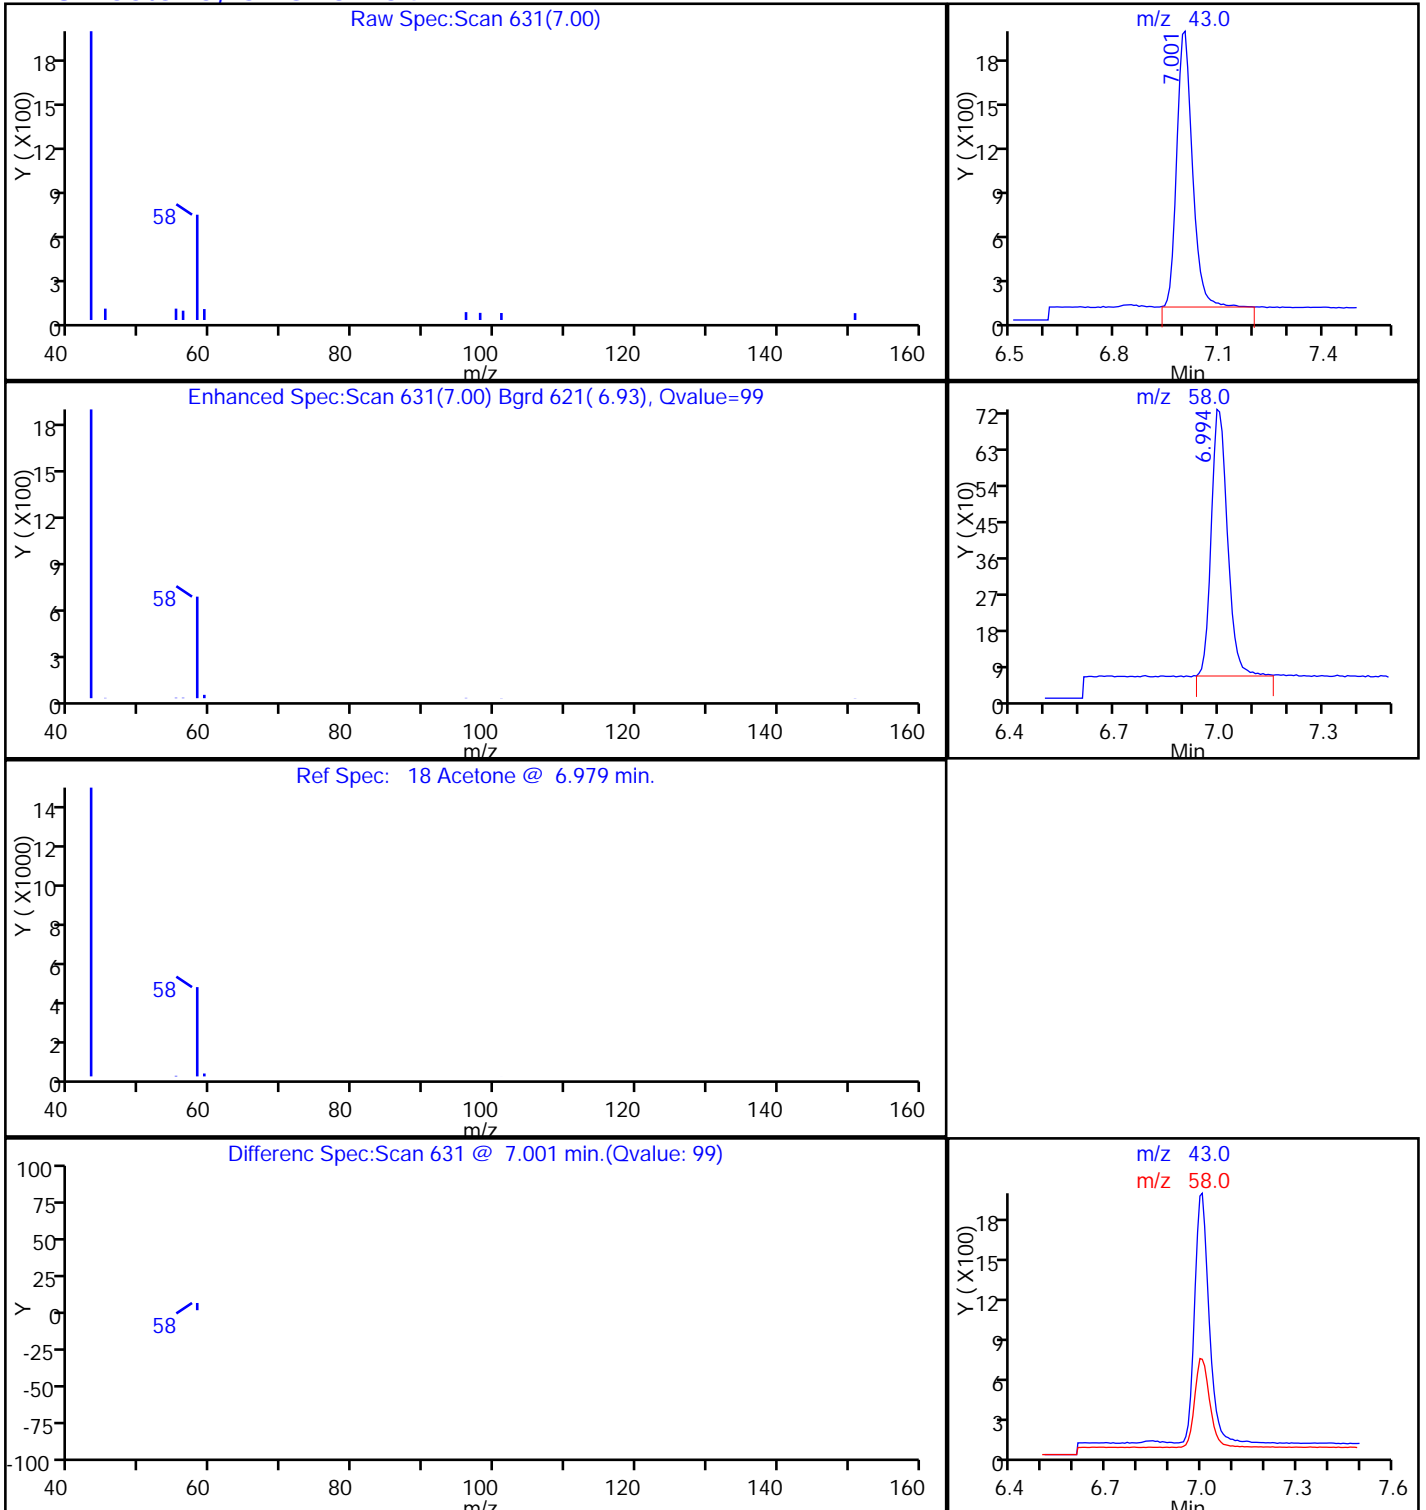 Raw Spec:Scan 631(7.00)
Y ( X100)
18
15
12
9
6
3
0
58
40 60 80 100 120 140 160
m/z
m/z 43.0
Y ( X100)
18
15
12
9
6
3
0
7.001
6.5 6.8 7.1 7.4
Min
Enhanced Spec:Scan 631(7.00) Bgrd 621( 6.93), Qvalue=99
Y ( X100)
18
15
12
9
6
3
0
58
40 60 80 100 120 140 160
m/z
m/z 58.0
Y ( X10)
72
63
54
45
36
27
18
9
0
6.994
6.4 6.7 7.0 7.3
Min
Ref Spec: 18 Acetone @ 6.979 min.
Y ( X1000)
14
12
10
8
6
4
2
0
58
40 60 80 100 120 140 160
m/z
Differenc Spec:Scan 631 @ 7.001 min.(Qvalue: 99)
Y
100
75
50
25
0
-25
-50
-75
-100
58
40 60 80 100 120 140 160
m/z
m/z 43.0
m/z 58.0
Y ( X100)
18
15
12
9
6
3
0
6.4 6.7 7.0 7.3 7.6
Min